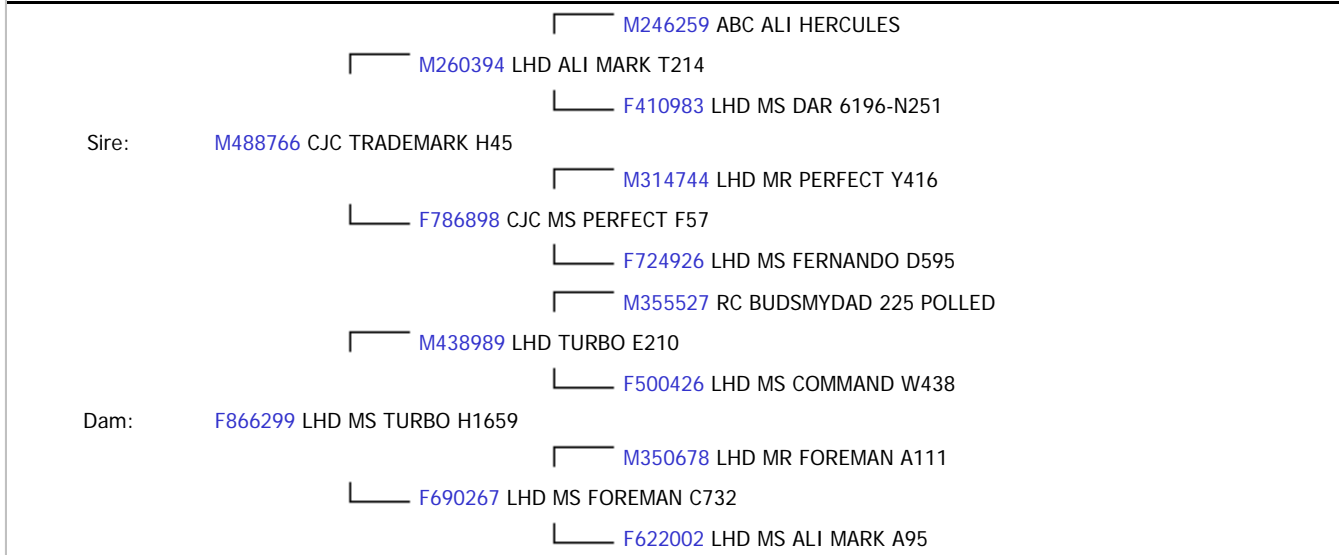 M246259 ABC ALI HERCULES
M260394 LHD ALI MARK T214
F410983 LHD MS DAR 6196-N251
Sire: M488766 CJC TRADEMARK H45
M314744 LHD MR PERFECT Y416
F786898 CJC MS PERFECT F57
F724926 LHD MS FERNANDO D595
M355527 RC BUDSMYDAD 225 POLLED
M438989 LHD TURBO E210
F500426 LHD MS COMMAND W438
Dam: F866299 LHD MS TURBO H1659
M350678 LHD MR FOREMAN A111
F690267 LHD MS FOREMAN C732
F622002 LHD MS ALI MARK A95